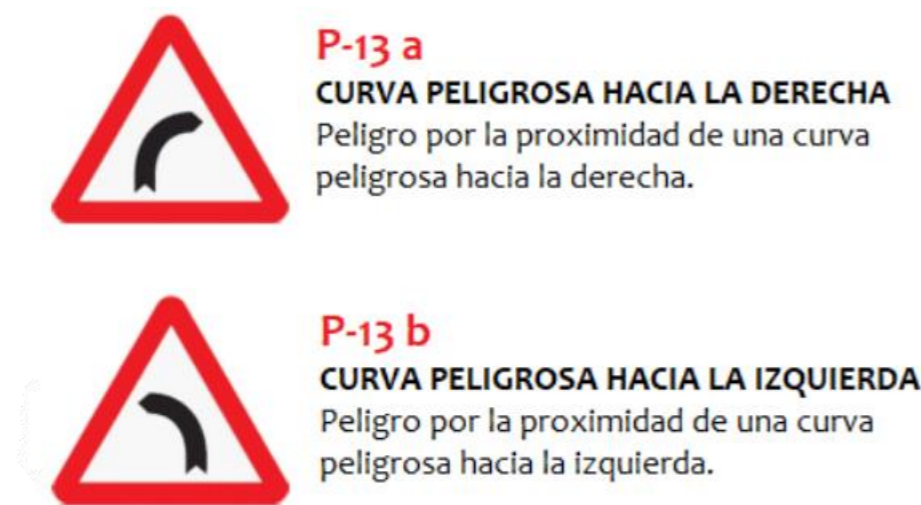 P-13 a
CURVA PELIGROSA HACIA LA DERECHA
Peligro por la proximidad de una curva
peligrosa hacia la derecha.
P-13 b
CURVA PELIGROSA HACIA LA IZQUIERDA
Peligro por la proximidad de una curva
peligrosa hacia la izquierda.